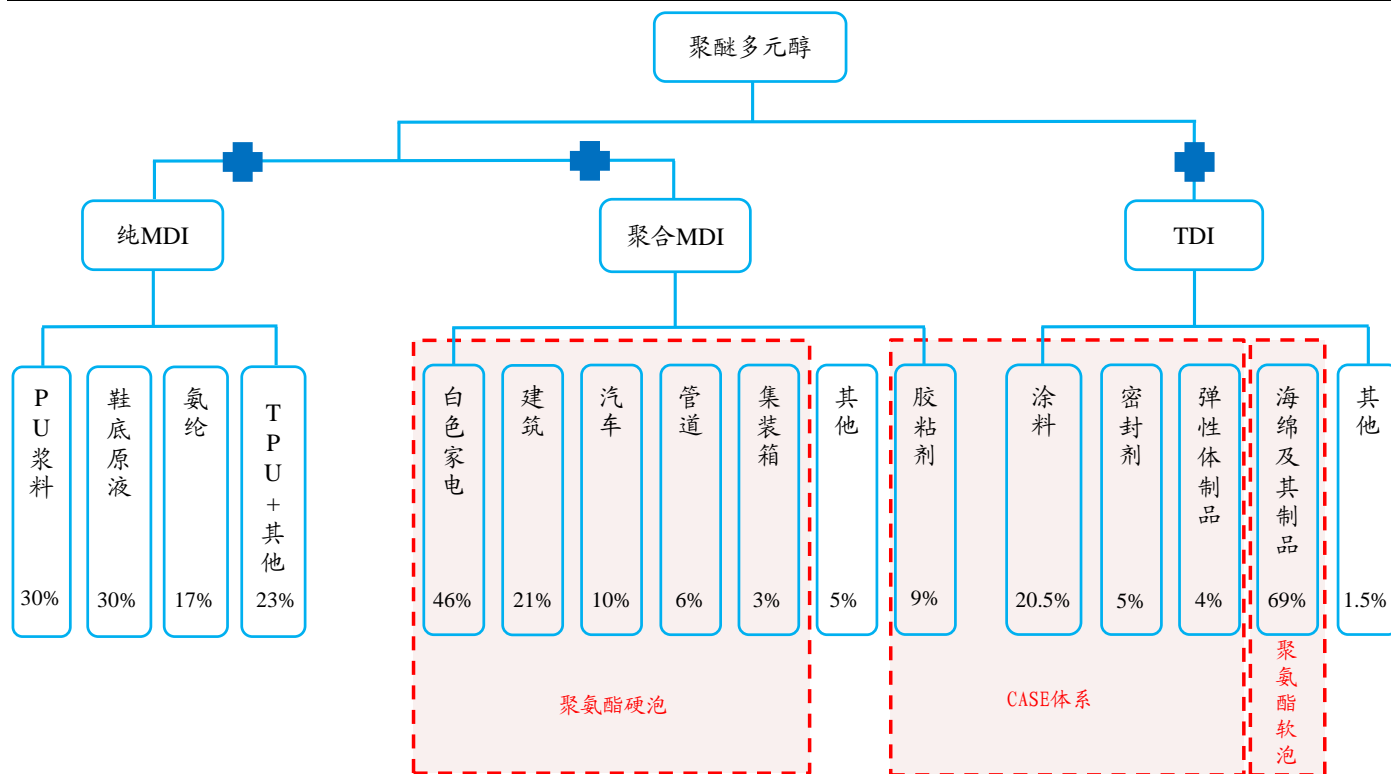 聚醚多元醇
纯MDI
聚合MDI
TDI
PU浆料
鞋底原液
氨纶
TPU+其他
白色家电
建筑
汽车
管道
集装箱
其他
胶粘剂
涂料
密封剂
弹性体制品
海绵及其制品
其他
30%
30%
17%
23%
46%
21%
10%
6%
3%
5%
9%
20.5%
5%
4%
69%
1.5%
聚氨酯硬泡
CASE体系
聚氨酯软泡